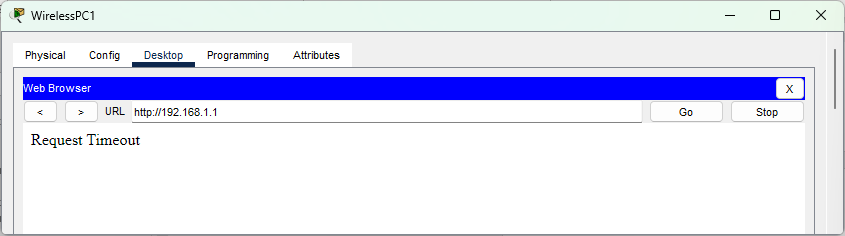 WirelessPC1
Physical Config Desktop Programming Attributes
Web Browser X
< > URL http://192.168.1.1 Go Stop
Request Timeout